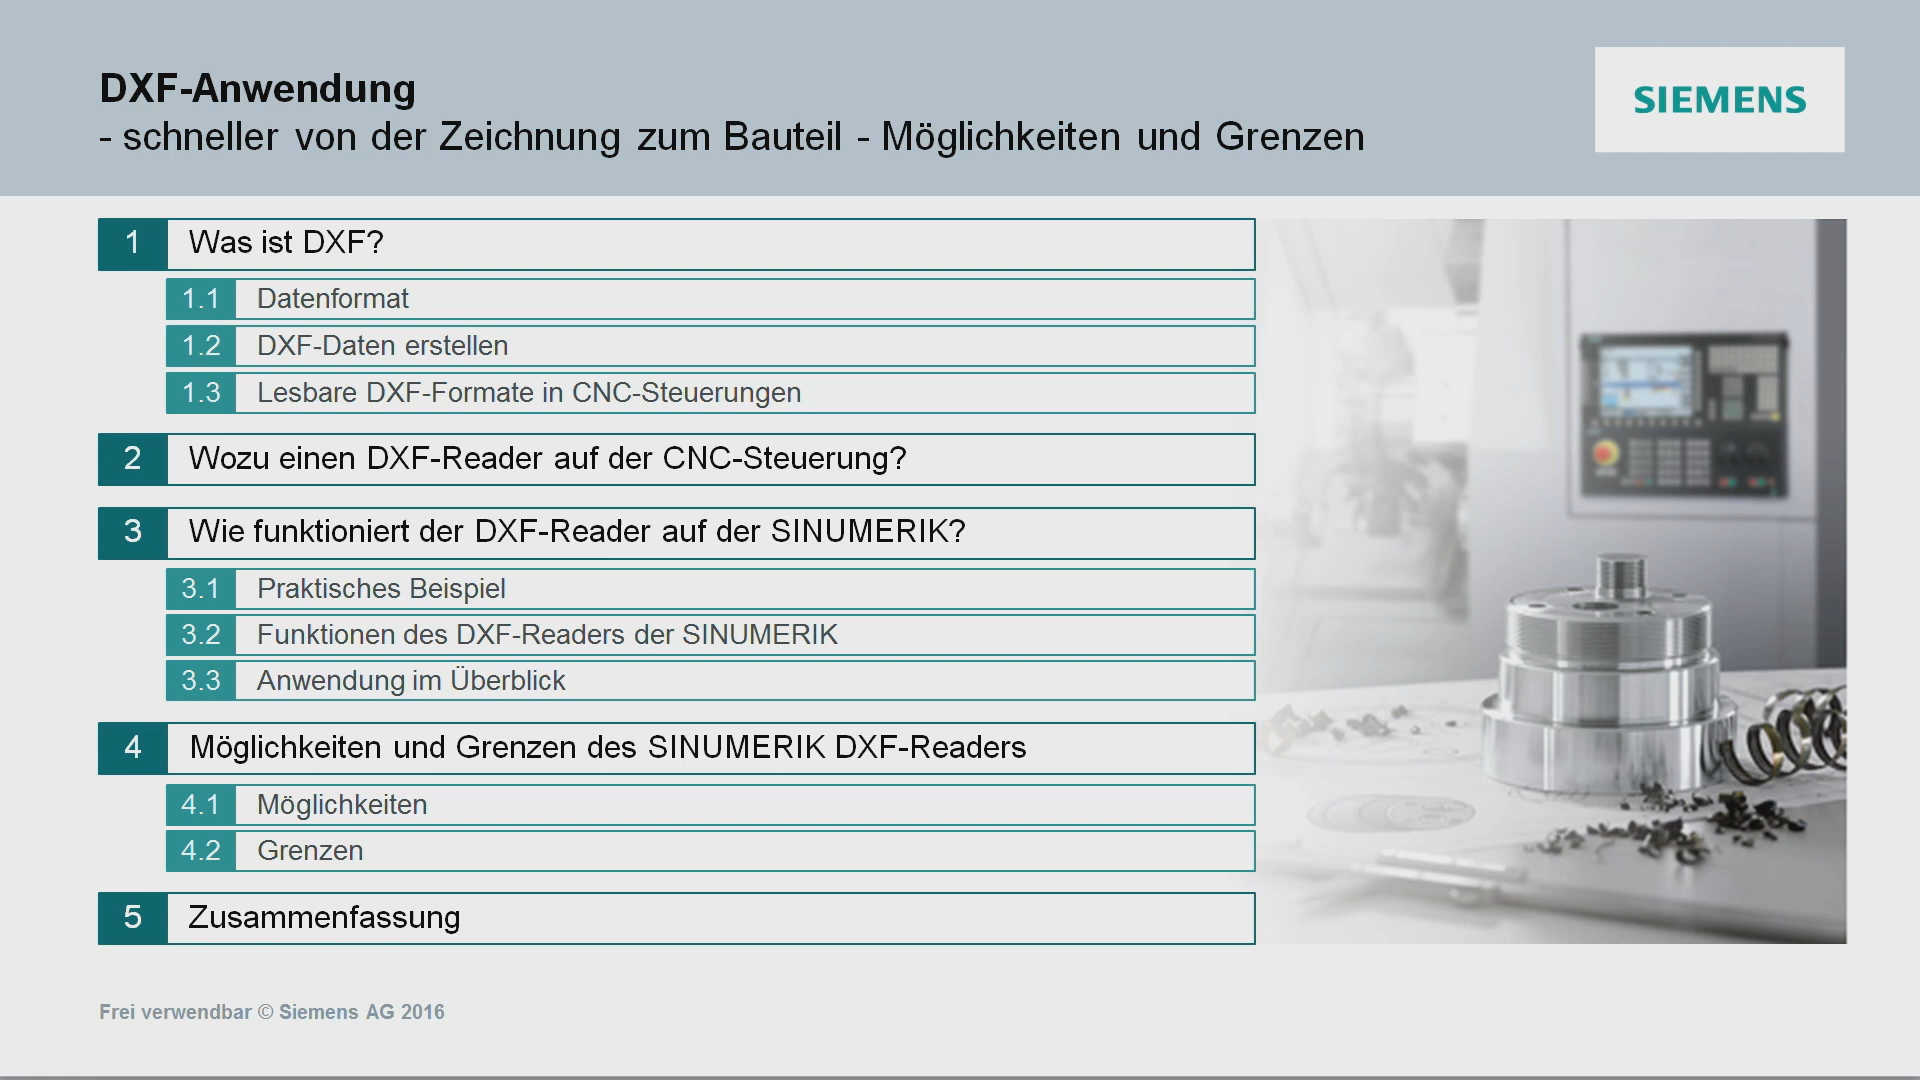 DXF-Anwendung
- schneller von der Zeichnung zum Bauteil - Möglichkeiten und Grenzen
SIEMENS
1 Was ist DXF?
1.1 Datenformat
1.2 DXF-Daten erstellen
1.3 Lesbare DXF-Formate in CNC-Steuerungen
2 Wozu einen DXF-Reader auf der CNC-Steuerung?
3 Wie funktioniert der DXF-Reader auf der SINUMERIK?
3.1 Praktisches Beispiel
3.2 Funktionen des DXF-Readers der SINUMERIK
3.3 Anwendung im Überblick
4 Möglichkeiten und Grenzen des SINUMERIK DXF-Readers
4.1 Möglichkeiten
4.2 Grenzen
5 Zusammenfassung
Frei verwendbar © Siemens AG 2016